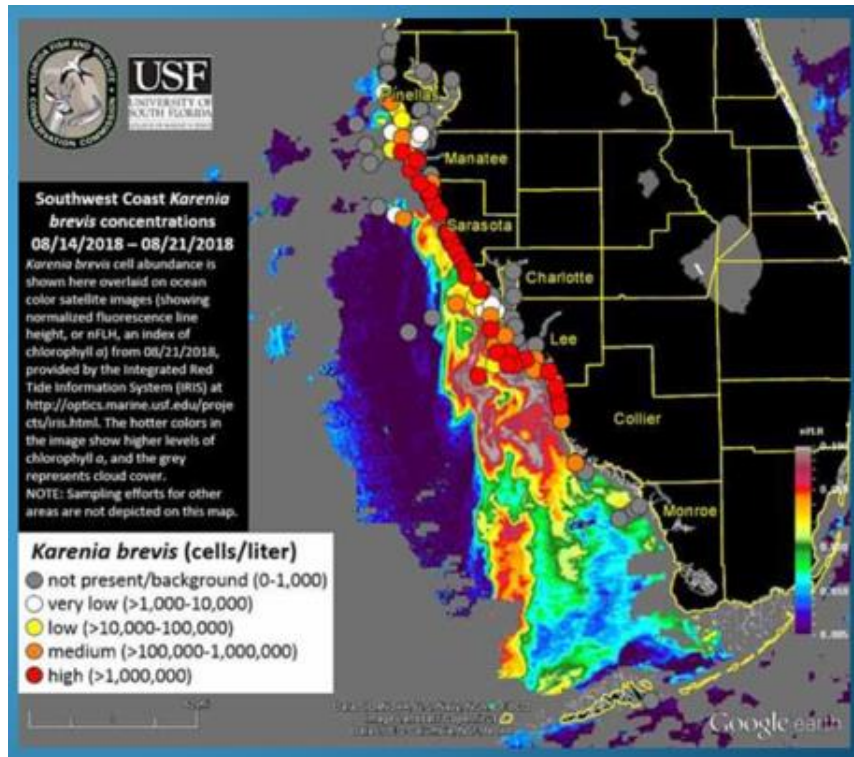 FLORIDA FISH AND WILDLIFE
CONSERVATION COMMISSION
USF
UNIVERSITY OF
SOUTH FLORIDA
Pinellas
Manatee
Sarasota
Charlotte
Lee
Collier
Monroe
Southwest Coast Karenia
brevis concentrations
08/14/2018 – 08/21/2018
Karenia brevis cell abundance is
shown here overlaid on ocean
color satellite images (showing
normalized fluorescence line
height, or nFLH, an index of
chlorophyll a) from 08/21/2018,
provided by the Integrated Red
Tide Information System (IRIS) at
http://optics.marine.usf.edu/proje
cts/iris.html. The hotter colors in
the image show higher levels of
chlorophyll a, and the grey
represents cloud cover.
NOTE: Sampling efforts for other
areas are not depicted on this map.
Karenia brevis (cells/liter)
not present/background (0-1,000)
very low (>1,000-10,000)
low (>10,000-100,000)
medium (>100,000-1,000,000)
high (>1,000,000)
Google earth